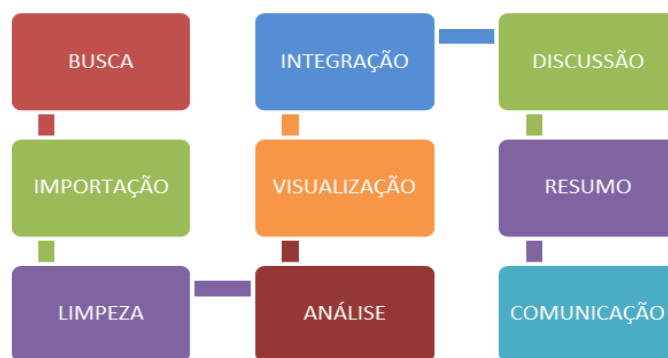 BUSCA
IMPORTAÇÃO
LIMPEZA
ANÁLISE
VISUALIZAÇÃO
INTEGRAÇÃO
DISCUSSÃO
RESUMO
COMUNICAÇÃO